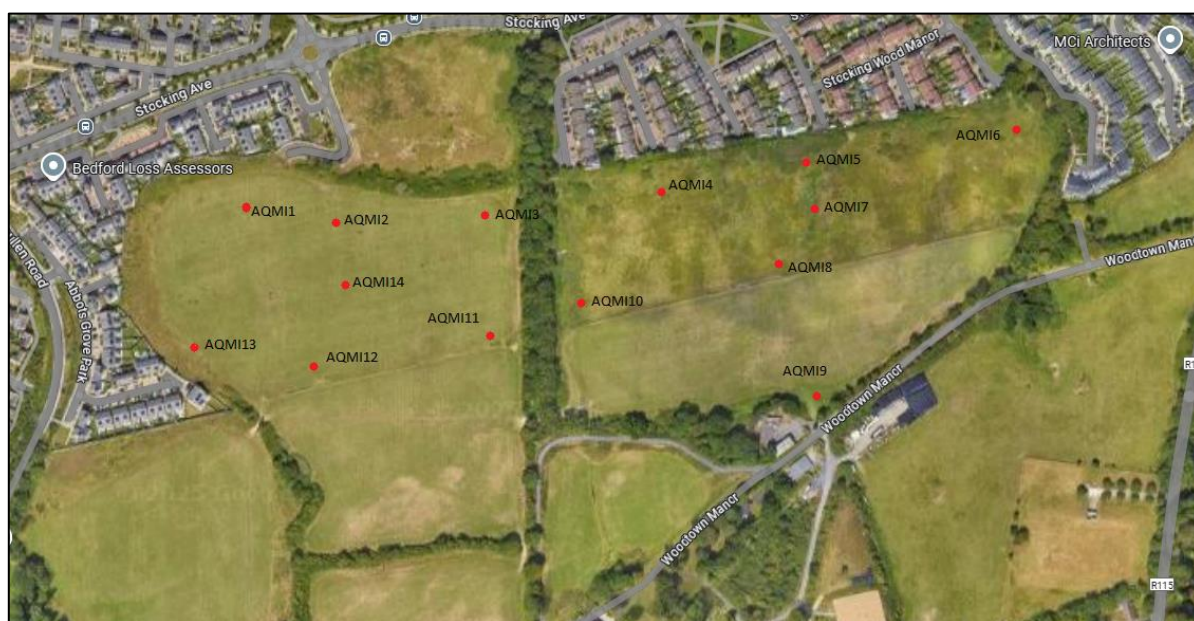 Stocking Ave
Stocking Wood Manor
MCi Architects
Stocking Ave
Bedford Loss Assessors
AQMI6
AQMI5
AQMI4
AQMI1
AQMI2
AQMI3
AQMI7
AQMI8
Woodtown Manor
AQMI14
AQMI10
AQMI11
Abbots Grove Park
AQMI13
AQMI12
AQMI9
Woodtown Manor
Woodtown Manor
R115